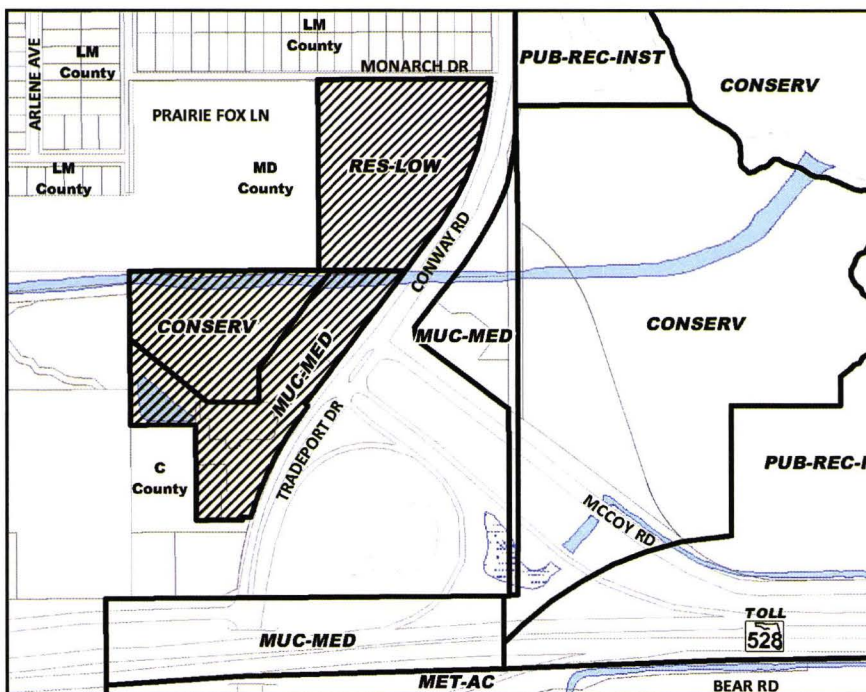 LM
County
ARLENE AVE
LM
County
MONARCH DR
PUB-REC-INST
CONSERV
PRAIRIE FOX LN
LM
County
MD
County
RES-LOW
CONWAY RD
CONSERV
MUC-MED
MUC-MED
CONSERV
TRADEPORT DR
C
County
PUB-REC-I
MCCOY RD
MUC-MED
TOLL
528
MET-AC
BEAR RD